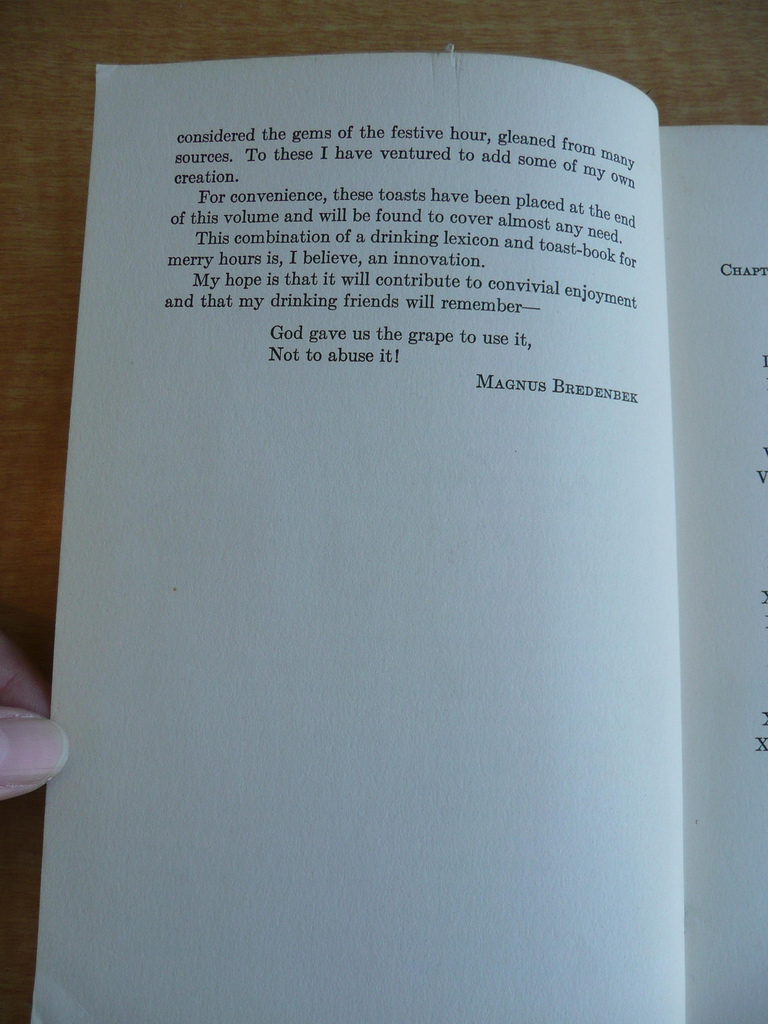 considered the gems of the festive hour, gleaned from many
sources. To these I have ventured to add some of my own
creation.
For convenience, these toasts have been placed at the end
of this volume and will be found to cover almost any need.
This combination of a drinking lexicon and toast-book for
merry hours is, I believe, an innovation.
My hope is that it will contribute to convivial enjoyment
and that my drinking friends will remember—
God gave us the grape to use it,
Not to abuse it!
MAGNUS BREDENBEK
CHAPT